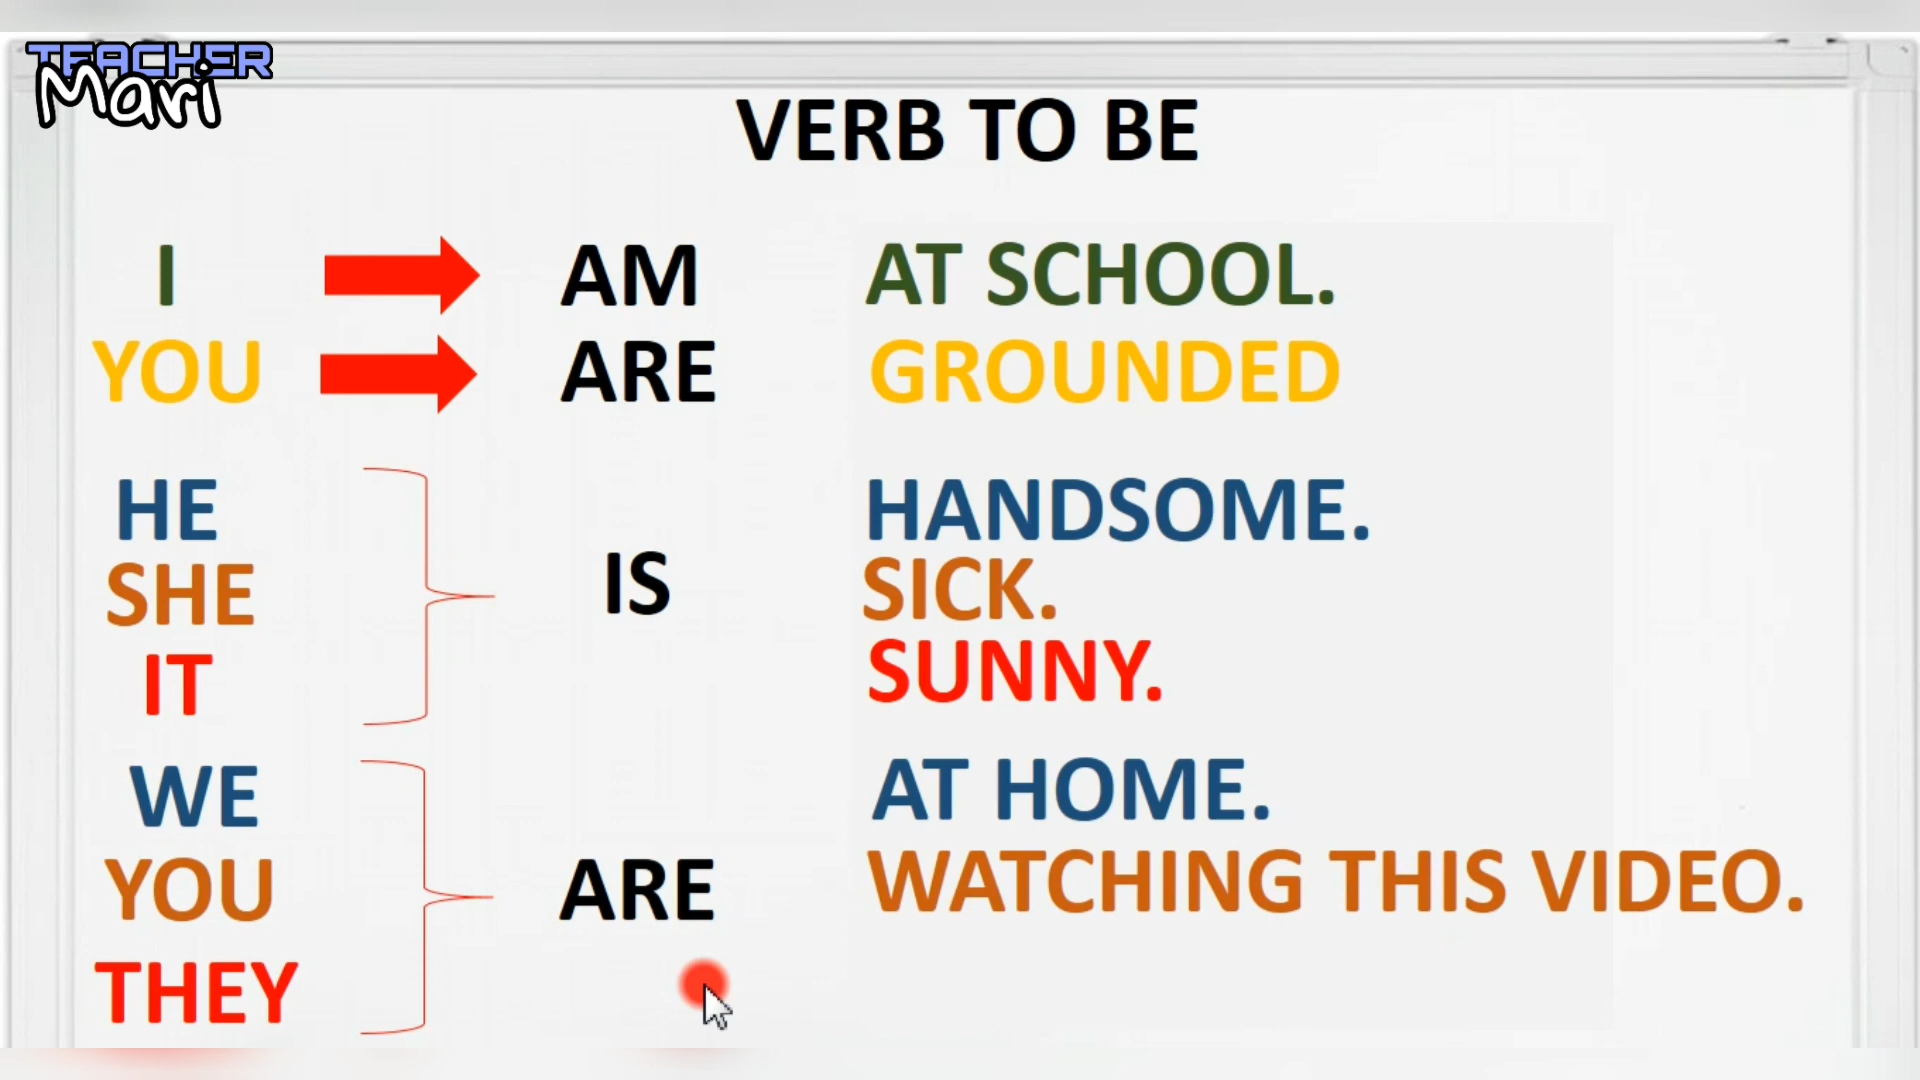 TEACHER
Mari
VERB TO BE
I AM AT SCHOOL.
YOU ARE GROUNDED
HE HANDSOME.
SHE IS SICK.
IT SUNNY.
WE AT HOME.
YOU ARE WATCHING THIS VIDEO.
THEY